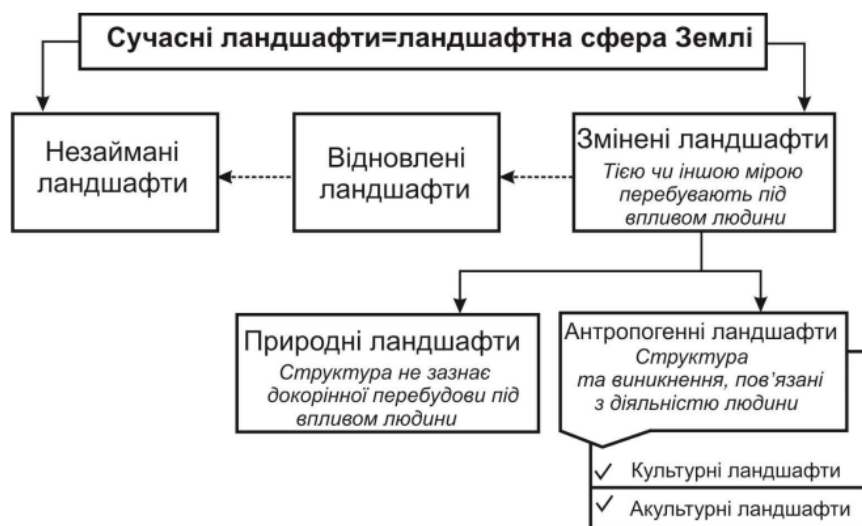 Сучасні ландшафти=ландшафтна сфера Землі
Незаймані
ландшафти
Відновлені
ландшафти
Змінені ландшафти
Тією чи іншою мірою
перебувають під
впливом людини
Природні ландшафти
Структура не зазнає
докорінної перебудови під
впливом людини
Антропогенні ландшафти
Структура
та виникнення, пов’язані
з діяльністю людини
✓ Культурні ландшафти
✓ Акультурні ландшафти